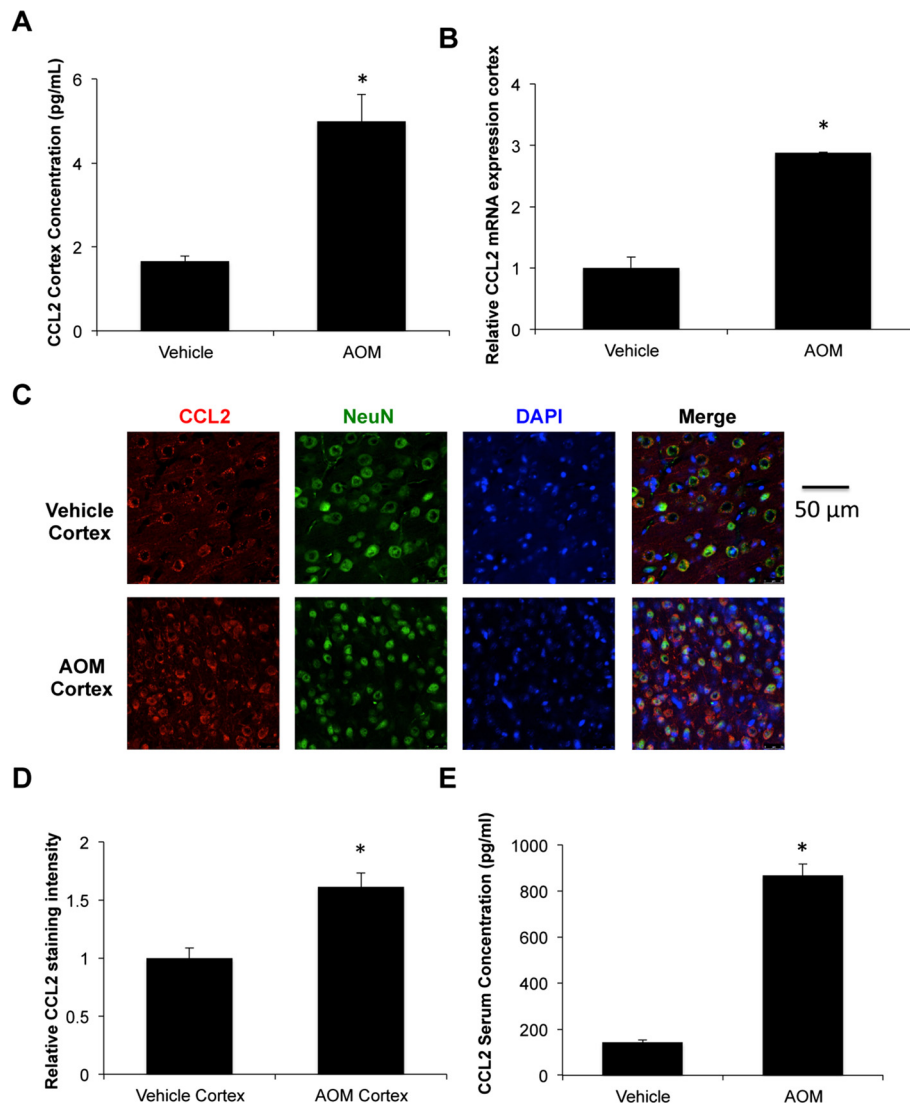 A
CCL2 Cortex Concentration (pg/mL)
6
4
2
0
*
Vehicle
AOM
B
Relative CCL2 mRNA expression cortex
4
3
2
1
0
*
Vehicle
AOM
C
CCL2
NeuN
DAPI
Merge
Vehicle
Cortex
50 µm
AOM
Cortex
D
Relative CCL2 staining intensity
2
1.5
1
0.5
0
*
Vehicle Cortex
AOM Cortex
E
CCL2 Serum Concentration (pg/ml)
1000
800
600
400
200
0
*
Vehicle
AOM